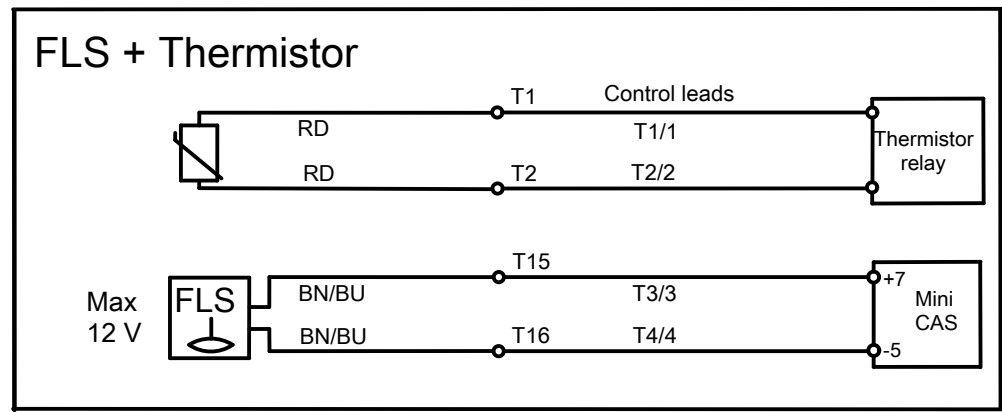 FLS + Thermistor
T1 Control leads
RD T1/1
Thermistor
relay
RD T2 T2/2
T15
Max
12 V
FLS
BN/BU T3/3
+7
Mini
CAS
BN/BU T16 T4/4
-5